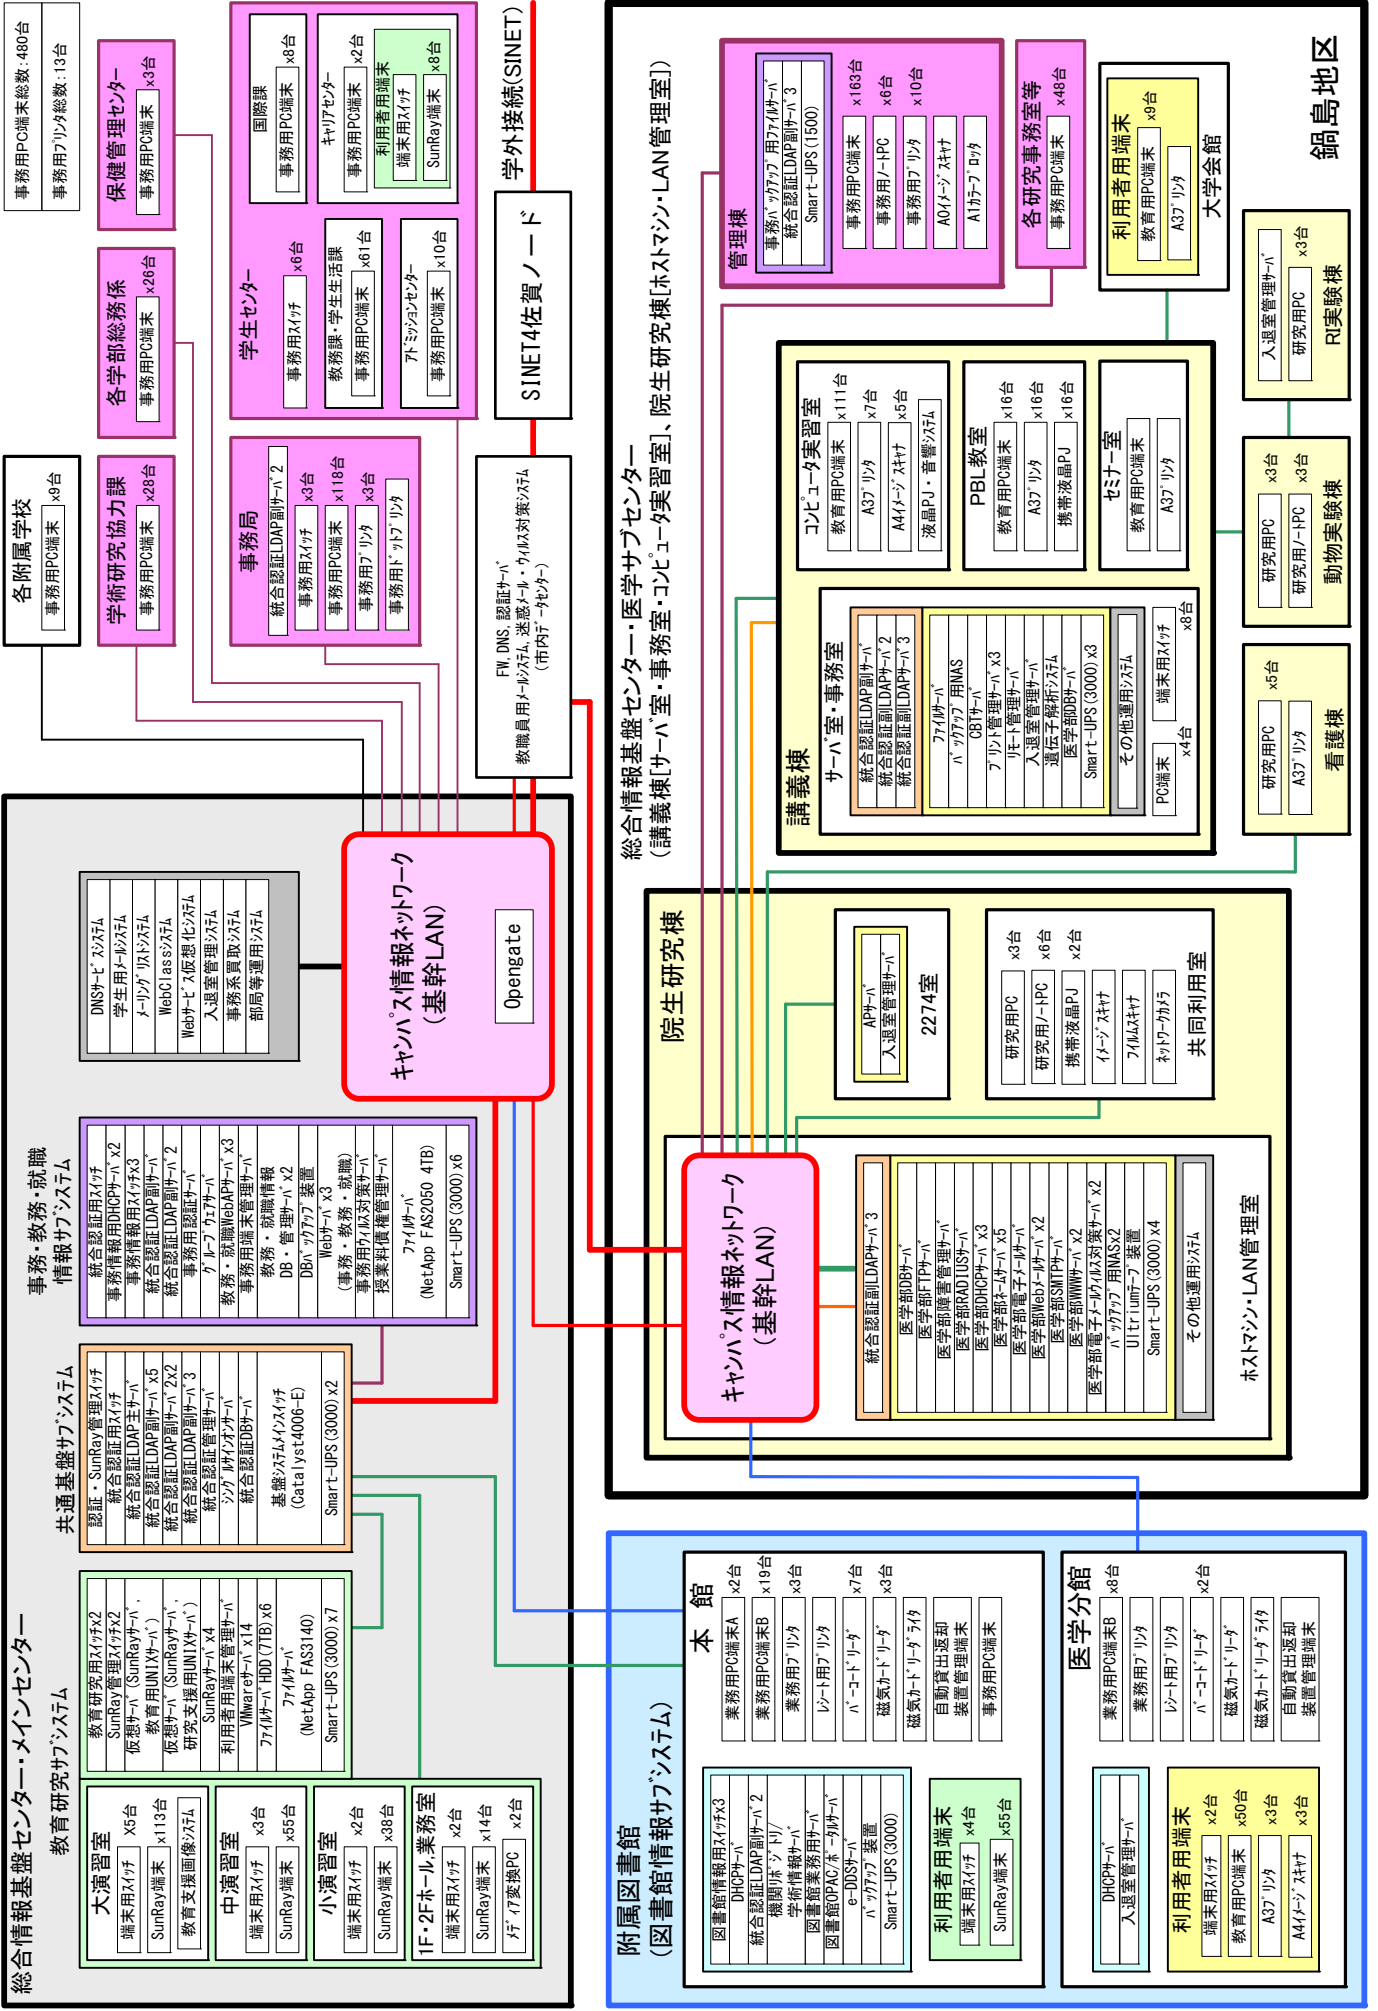 総合情報基盤センター・メインセンター
教育研究サブシステム
大演習室
端末用スイッチ x5台
SunRay端末 x113台
教育支援画像システム
中演習室
端末用スイッチ x3台
SunRay端末 x55台
小演習室
端末用スイッチ x2台
SunRay端末 x38台
1F・2Fホール業務室
端末用スイッチ x2台
SunRay端末 x14台
メディア変換PC x2台
教育研究用スイッチx2
SunRay管理スイッチx2
仮想サーバ(SunRayサーバ,
教育用UNIXサーバ)
仮想サーバ(SunRayサーバ,
研究支援用UNIXサーバ)
SunRayサーバx4
利用者用端末管理サーバ
VMwareサーバx14
ファイルサーバHDD(7TB)x6
ファイルサーバ
(NetApp FAS3140)
Smart-UPS(3000)x7
共通基盤サブシステム
認証・SunRay管理スイッチ
統合認証用スイッチ
統合認証LDAP主サーバ
統合認証LDAP副サーバx5
統合認証LDAP副サーバ2x2
統合認証LDAP副サーバ3
統合認証管理サーバ
シングルサインオンサーバ
統合認証DBサーバ
基盤システムメインスイッチ
(Catalyst4006-E)
Smart-UPS(3000)x2
事務・教務・就職
情報サブシステム
統合認証用スイッチ
事務情報用DHCPサーバx2
事務情報用スイッチx3
統合認証LDAP副サーバ
統合認証LDAP副サーバ2
事務用認証サーバ
グループウェアサーバ
教務・就職WebAPサーバx3
事務用端末管理サーバ
教務・就職情報
DB・管理サーバx2
DBバックアップ装置
Webサーバx3
(事務・教務・就職)
事務用ウィルス対策サーバ
授業料債権管理サーバ
ファイルサーバ
(NetApp FAS2050 4TB)
Smart-UPS(3000)x6
DNSサービスシステム
学生用メールシステム
メーリングリストシステム
WebClassシステム
Webサービス仮想化システム
入退室管理システム
事務系買取システム
部局等運用システム
キャンパス情報ネットワーク
(基幹LAN)
Opengate
各附属学校
事務用PC端末 x9台
学術研究協力課
事務用PC端末 x28台
各学部総務係
事務用PC端末 x26台
保健管理センター
事務用PC端末 x3台
事務用PC端末総数:480台
事務用プリンタ総数:13台
事務局
統合認証LDAP副サーバ2
事務用スイッチ x3台
事務用PC端末 x118台
事務用プリンタ x3台
事務用ドットプリンタ
学生センター
事務用スイッチ x6台
教務課・学生生活課
事務用PC端末 x61台
アドミッションセンター
事務用PC端末 x10台
国際課
事務用PC端末 x8台
キャリアセンター
事務用PC端末 x2台
利用者用端末
端末用スイッチ
SunRay端末 x8台
FW,DNS,認証サーバ
教職員用メールシステム,迷惑メール・ウィルス対策システム
(市内データセンター)
SINET4佐賀ノード
学外接続(SINET)
附属図書館
(図書館情報サブシステム)
図書館情報用スイッチx3
DHCPサーバ
統合認証LDAP副サーバ2
機関リポジトリ/
学術情報サーバ
図書館業務用サーバ
図書館OPAC/ポータルサーバ
e-DDSサーバ
バックアップ装置
Smart-UPS(3000)
利用者用端末
端末用スイッチ x4台
SunRay端末 x55台
本 館
業務用PC端末A x2台
業務用PC端末B x19台
業務用プリンタ x3台
レシート用プリンタ
バーコードリーダ x7台
磁気カードリーダ x3台
磁気カードリーダライタ
自動貸出返却
装置管理端末
事務用PC端末
医学分館
DHCPサーバ
入退室管理サーバ
利用者用端末
端末用スイッチ x2台
教育用PC端末 x50台
A3プリンタ x3台
A4イメージスキャナ x3台
業務用PC端末B x8台
業務用プリンタ
レシート用プリンタ
バーコードリーダ x2台
磁気カードリーダ
磁気カードリーダライタ
自動貸出返却
装置管理端末
総合情報基盤センター・医学サブセンター
(講義棟[サーバ室・事務室・コンピュータ実習室]、院生研究棟[ホストマシン・LAN管理室])
院生研究棟
キャンパス情報ネットワーク
(基幹LAN)
統合認証副LDAPサーバ3
医学部DBサーバ
医学部FTPサーバ
医学部障害管理サーバ
医学部RADIUSサーバ
医学部DHCPサーバx3
医学部ネームサーバx5
医学部電子メールサーバ
医学部Webメールサーバx2
医学部SMTPサーバ
医学部WWWサーバx2
医学部電子メールウィルス対策サーバx2
バックアップ用NASx2
Ultriumテープ装置
Smart-UPS(3000)x4
その他運用システム
ホストマシン・LAN管理室
APサーバ
入退室管理サーバ
2274室
研究用PC x3台
研究用ノートPC x6台
携帯液晶PJ x2台
イメージスキャナ
フィルムスキャナ
ネットワークカメラ
共同利用室
講義棟
サーバ室・事務室
統合認証LDAP副サーバ
統合認証副LDAPサーバ2
統合認証副LDAPサーバ3
ファイルサーバ
バックアップ用NAS
CBTサーバ
プリント管理サーバx3
リモート管理サーバ
入退室管理サーバ
遺伝子解析システム
医学部DBサーバ
Smart-UPS(3000)x3
その他運用システム
PC端末 x4台
端末用スイッチ x8台
コンピュータ実習室
教育用PC端末 x111台
A3プリンタ x7台
A4イメージスキャナ x5台
液晶PJ・音響システム
PBL教室
教育用PC端末 x16台
A3プリンタ x16台
携帯液晶PJ x16台
セミナー室
教育用PC端末
A3プリンタ
管理棟
事務バックアップ用ファイルサーバ
統合認証LDAP副サーバ3
Smart-UPS(1500)
事務用PC端末 x163台
事務用ノートPC x6台
事務用プリンタ x10台
A0イメージスキャナ
A1カラープロッタ
各研究事務室等
事務用PC端末 x48台
利用者用端末
教育用PC端末 x9台
A3プリンタ
大学会館
看護棟
研究用PC x5台
A3プリンタ
動物実験棟
研究用PC x3台
研究用ノートPC x3台
RI実験棟
入退室管理サーバ
研究用PC x3台
鍋島地区